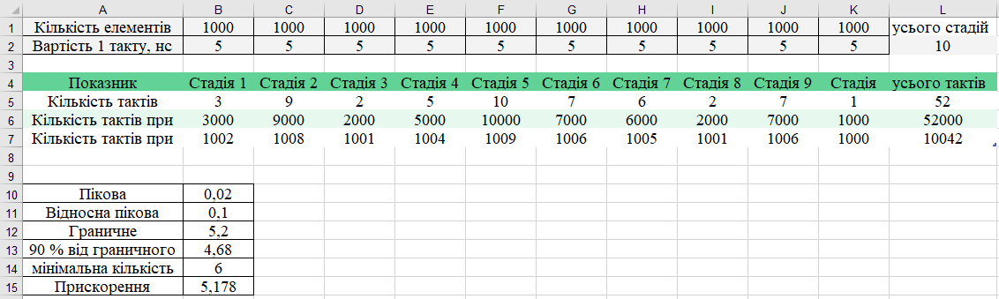 A B C D E F G H I J K L
1 Кількість елементів 1000 1000 1000 1000 1000 1000 1000 1000 1000 1000 усього стадій
2 Вартість 1 такту, нс 5 5 5 5 5 5 5 5 5 5 10
3
4 Показник Стадія 1 Стадія 2 Стадія 3 Стадія 4 Стадія 5 Стадія 6 Стадія 7 Стадія 8 Стадія 9 Стадія усього тактів
5 Кількість тактів 3 9 2 5 10 7 6 2 7 1 52
6 Кількість тактів при 3000 9000 2000 5000 10000 7000 6000 2000 7000 1000 52000
7 Кількість тактів при 1002 1008 1001 1004 1009 1006 1005 1001 1006 1000 10042
8
9
10 Пікова 0,02
11 Відносна пікова 0,1
12 Граничне 5,2
13 90 % від граничного 4,68
14 мінімальна кількість 6
15 Прискорення 5,178